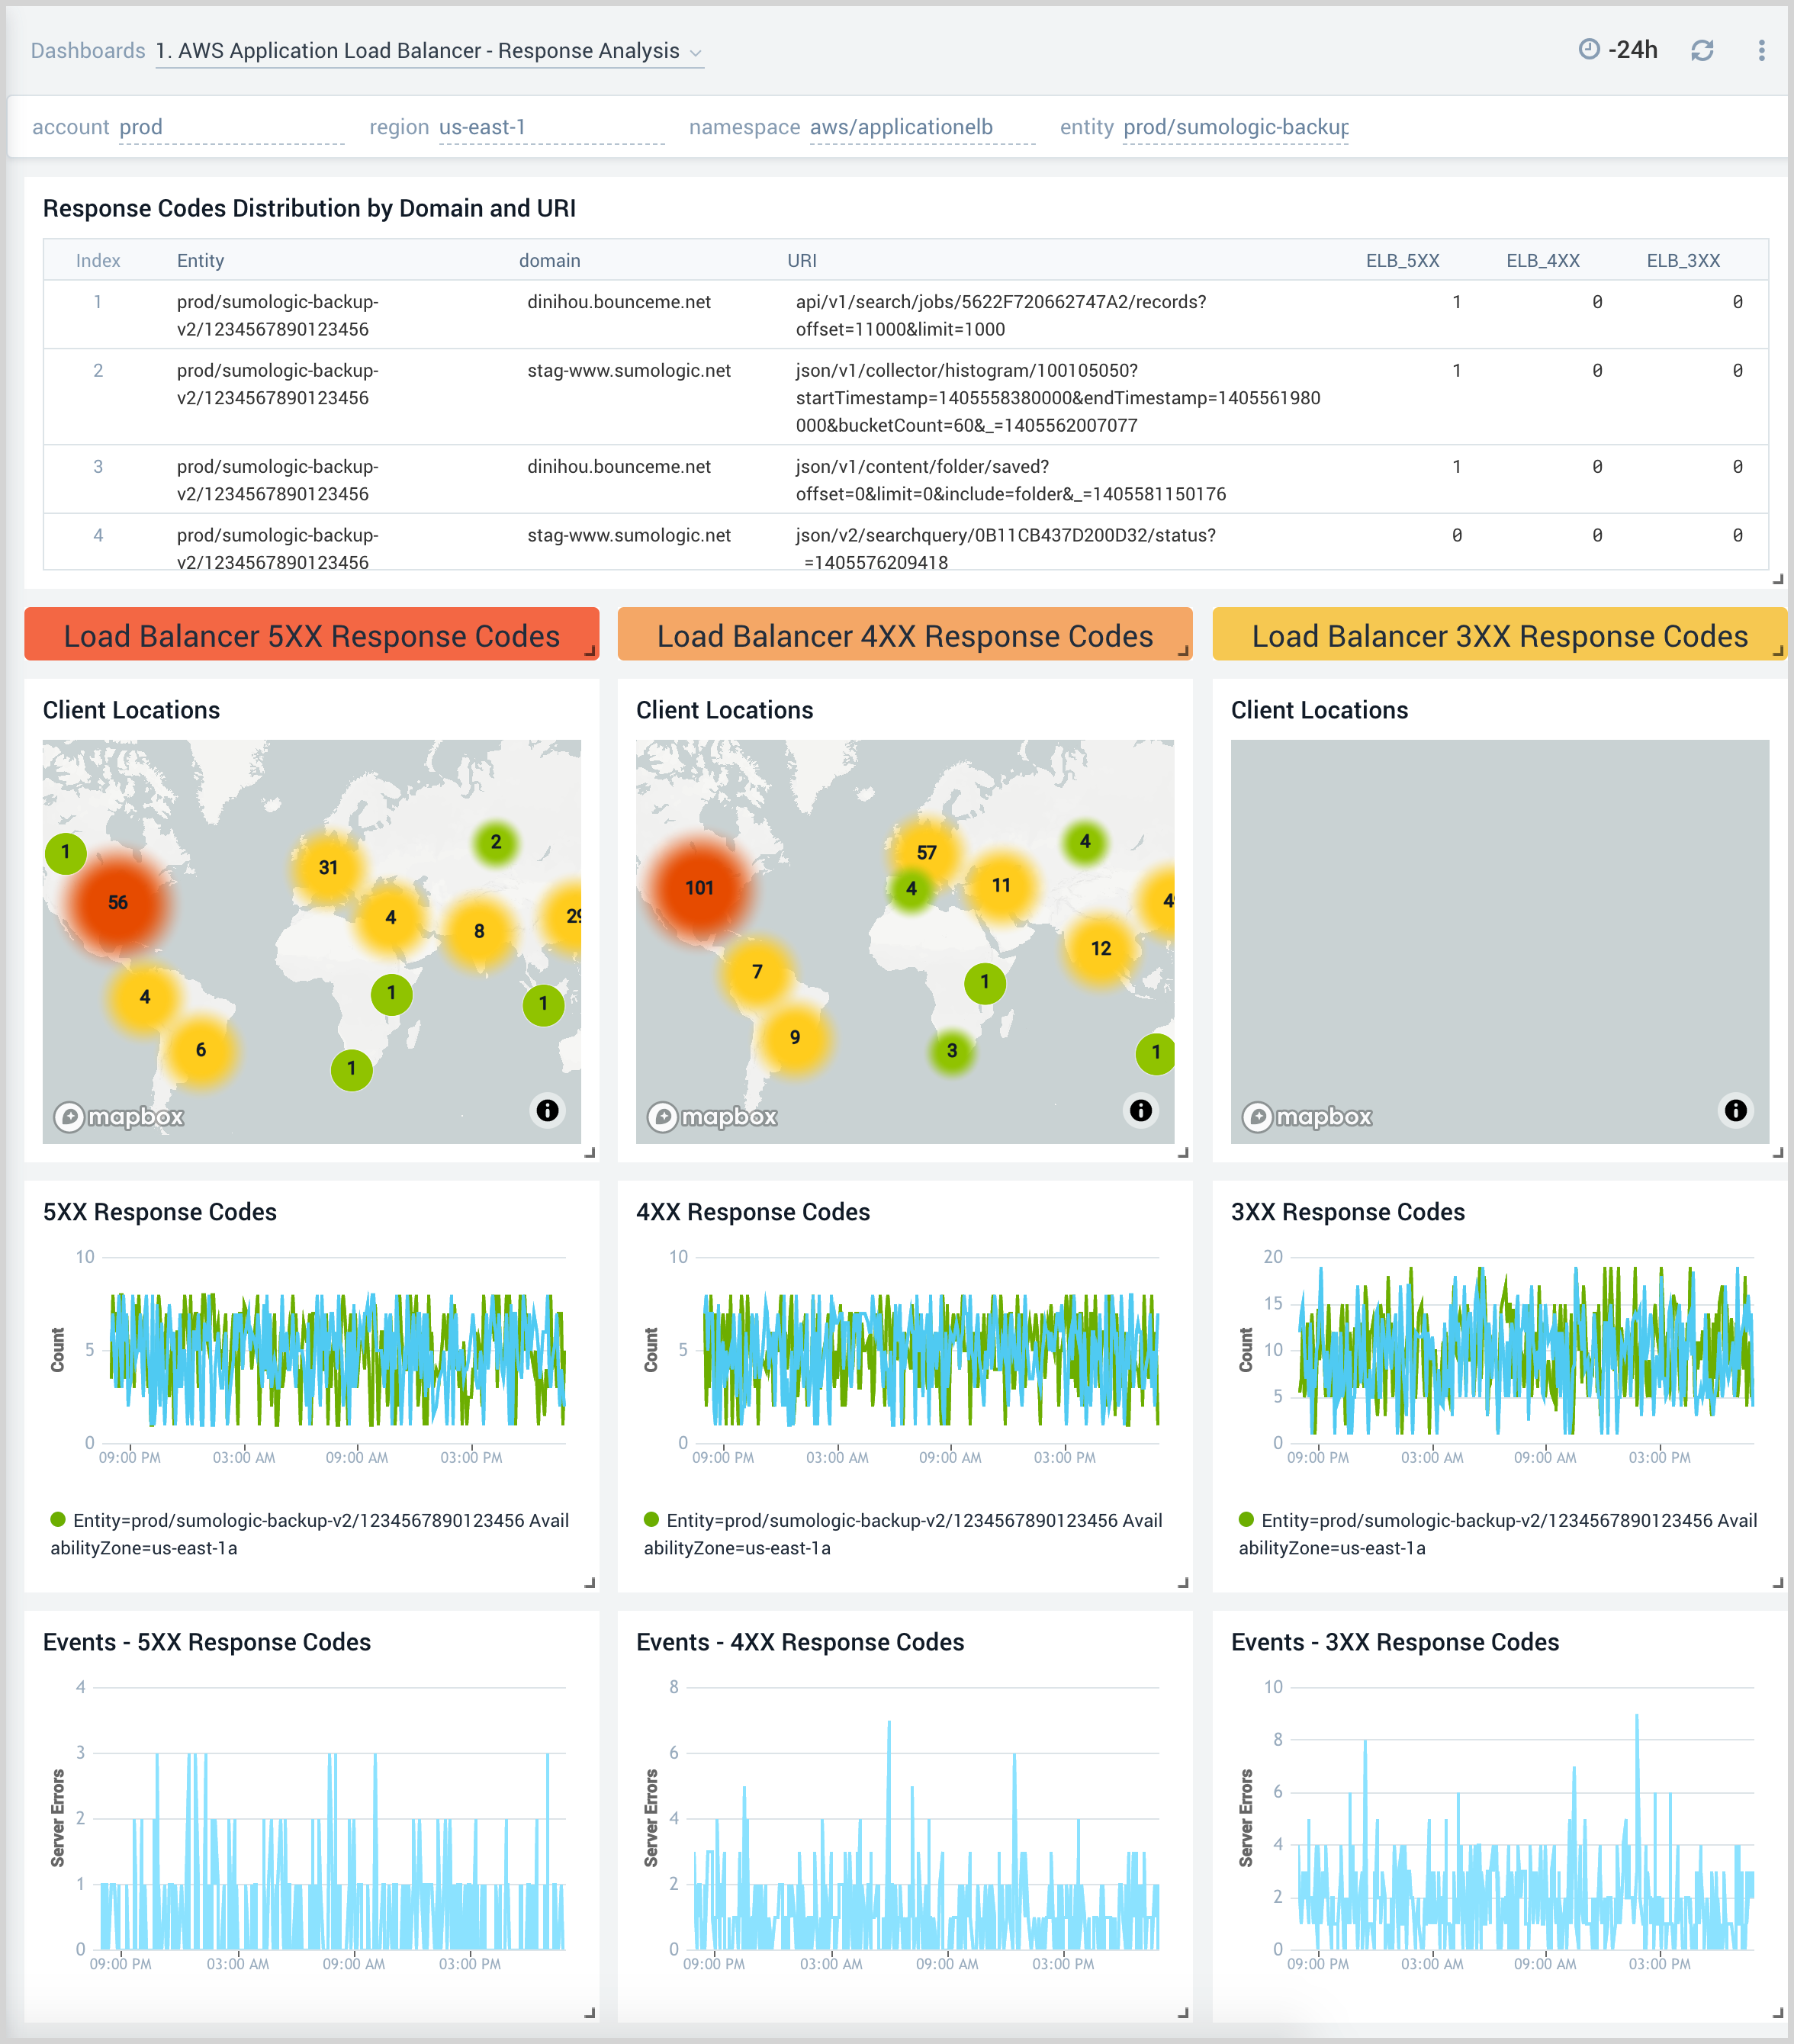 Dashboards 1. AWS Application Load Balancer - Response Analysis
-24h
account prod region us-east-1 namespace aws/applicationelb entity prod/sumologic-backup
Response Codes Distribution by Domain and URI
Index Entity domain URI ELB_5XX ELB_4XX ELB_3XX
1 prod/sumologic-backup- dinihou.bounceme.net api/v1/search/jobs/5622F720662747A2/records? 1 0 0
v2/1234567890123456 offset=11000&limit=1000
2 prod/sumologic-backup- stag-www.sumologic.net json/v1/collector/histogram/100105050? 1 0 0
v2/1234567890123456 startTimestamp=1405558380000&endTimestamp=1405561980
000&bucketCount=60&_=1405562007077
3 prod/sumologic-backup- dinihou.bounceme.net json/v1/content/folder/saved? 1 0 0
v2/1234567890123456 offset=0&limit=0&include=folder&_=1405581150176
4 prod/sumologic-backup- stag-www.sumologic.net json/v2/searchquery/0B11CB437D200D32/status? 0 0 0
v2/1234567890123456 =1405576209418
Load Balancer 5XX Response Codes
Load Balancer 4XX Response Codes
Load Balancer 3XX Response Codes
Client Locations
1
2
31
56
4
8
29
4
1
1
6
1
mapbox
Client Locations
57
4
101
4
11
4
12
7
1
9
3
1
mapbox
Client Locations
mapbox
5XX Response Codes
Count
10
5
0
09:00 PM 03:00 AM 09:00 AM 03:00 PM
Entity=prod/sumologic-backup-v2/1234567890123456 Avail
abilityZone=us-east-1a
4XX Response Codes
Count
10
5
0
09:00 PM 03:00 AM 09:00 AM 03:00 PM
Entity=prod/sumologic-backup-v2/1234567890123456 Avail
abilityZone=us-east-1a
3XX Response Codes
Count
20
15
10
5
0
09:00 PM 03:00 AM 09:00 AM 03:00 PM
Entity=prod/sumologic-backup-v2/1234567890123456 Avail
abilityZone=us-east-1a
Events - 5XX Response Codes
Server Errors
4
3
2
1
0
09:00 PM 03:00 AM 09:00 AM 03:00 PM
Events - 4XX Response Codes
Server Errors
8
6
4
2
0
09:00 PM 03:00 AM 09:00 AM 03:00 PM
Events - 3XX Response Codes
Server Errors
10
8
6
4
2
0
09:00 PM 03:00 AM 09:00 AM 03:00 PM